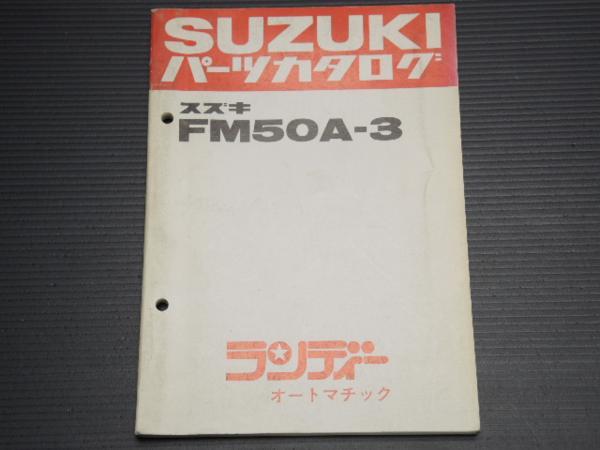 SUZUKI
パーツカタログ
スズキ
FM50A-3
ランディー
オートマチック